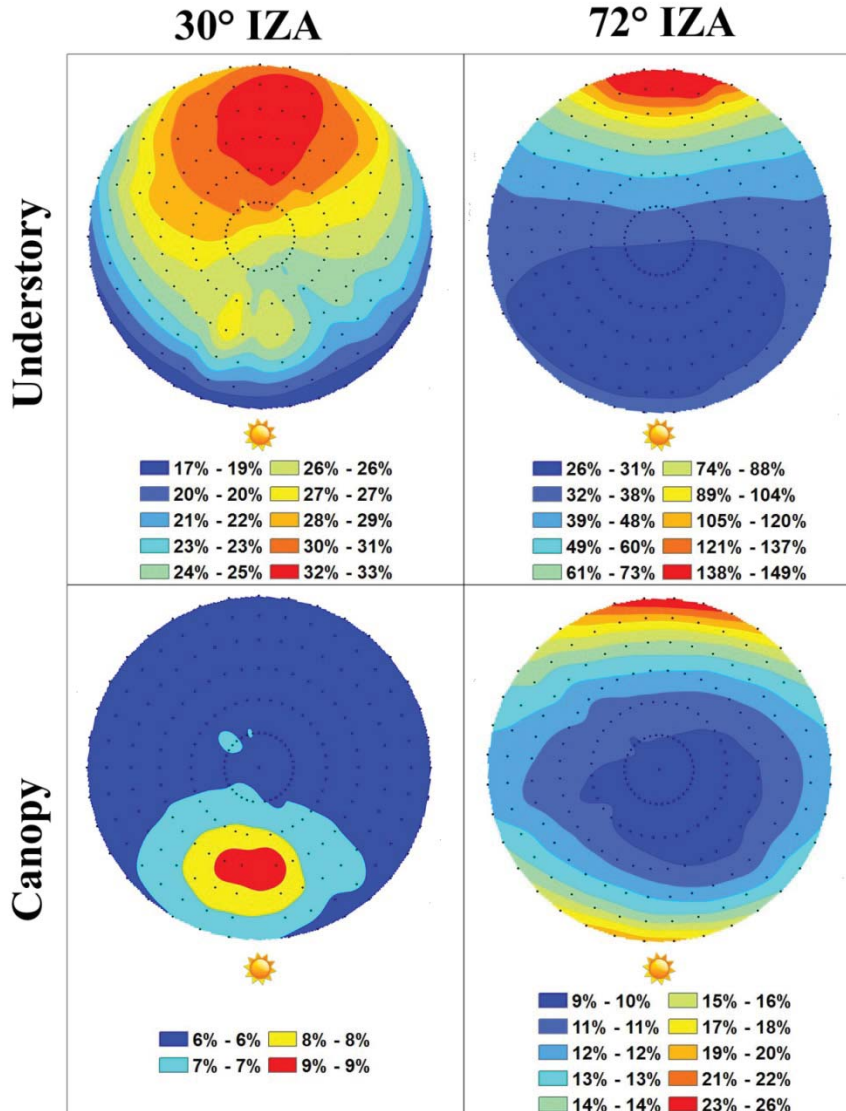 30° IZA
72° IZA
Understory
17% - 19% 26% - 26%
20% - 20% 27% - 27%
21% - 22% 28% - 29%
23% - 23% 30% - 31%
24% - 25% 32% - 33%
26% - 31% 74% - 88%
32% - 38% 89% - 104%
39% - 48% 105% - 120%
49% - 60% 121% - 137%
61% - 73% 138% - 149%
Canopy
6% - 6% 8% - 8%
7% - 7% 9% - 9%
9% - 10% 15% - 16%
11% - 11% 17% - 18%
12% - 12% 19% - 20%
13% - 13% 21% - 22%
14% - 14% 23% - 26%